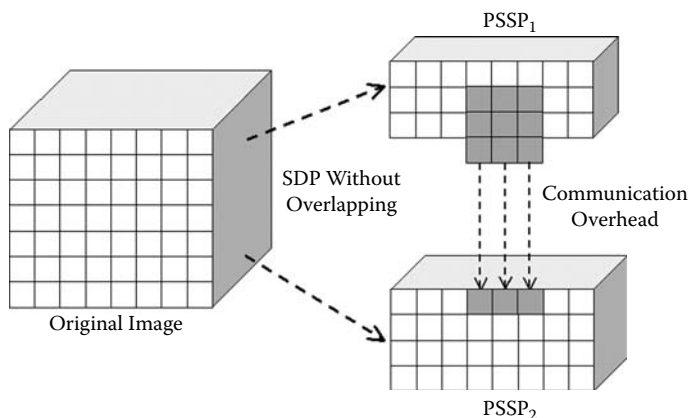 PSSP₁
SDP Without
Overlapping
Communication
Overhead
Original Image
PSSP₂